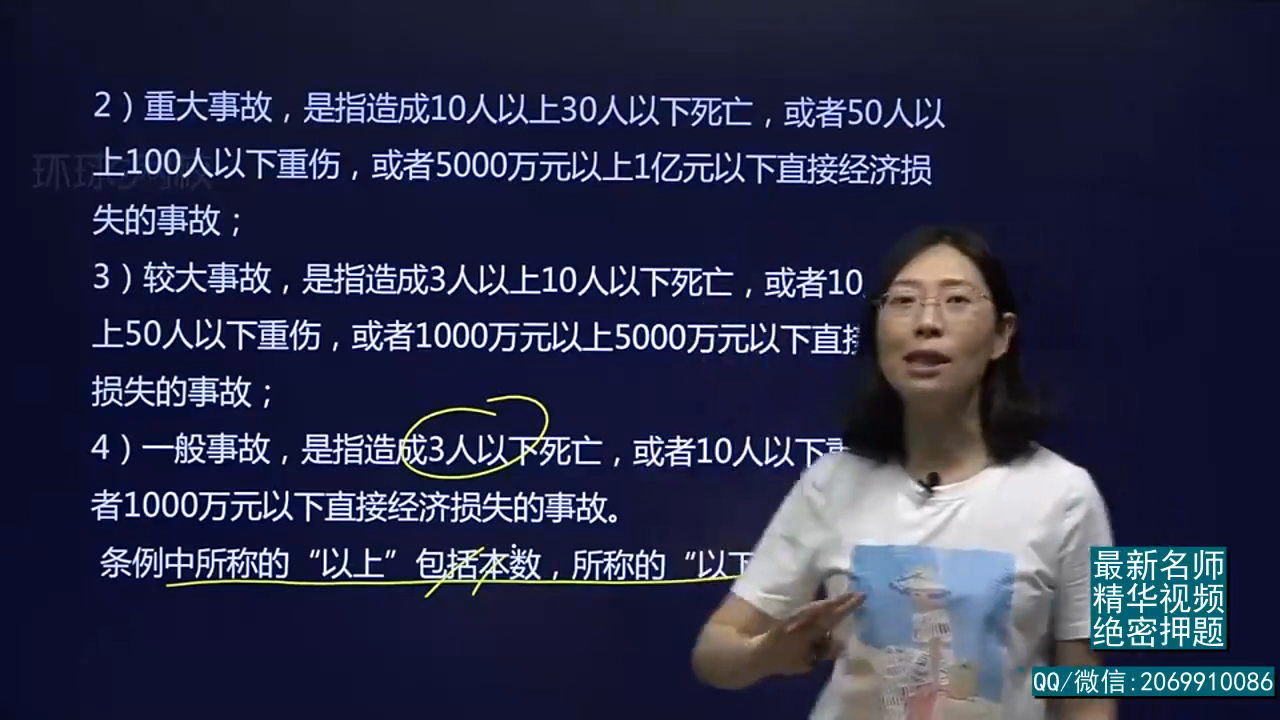 2）重大事故，是指造成10人以上30人以下死亡，或者50人以
上100人以下重伤，或者5000万元以上1亿元以下直接经济损
失的事故；
3）较大事故，是指造成3人以上10人以下死亡，或者10
上50人以下重伤，或者1000万元以上5000万元以下直接
损失的事故；
4）一般事故，是指造成3人以下死亡，或者10人以下重
者1000万元以下直接经济损失的事故。
条例中所称的“以上”包括本数，所称的“以下
最新名师
精华视频
绝密押题
QQ/微信:2069910086